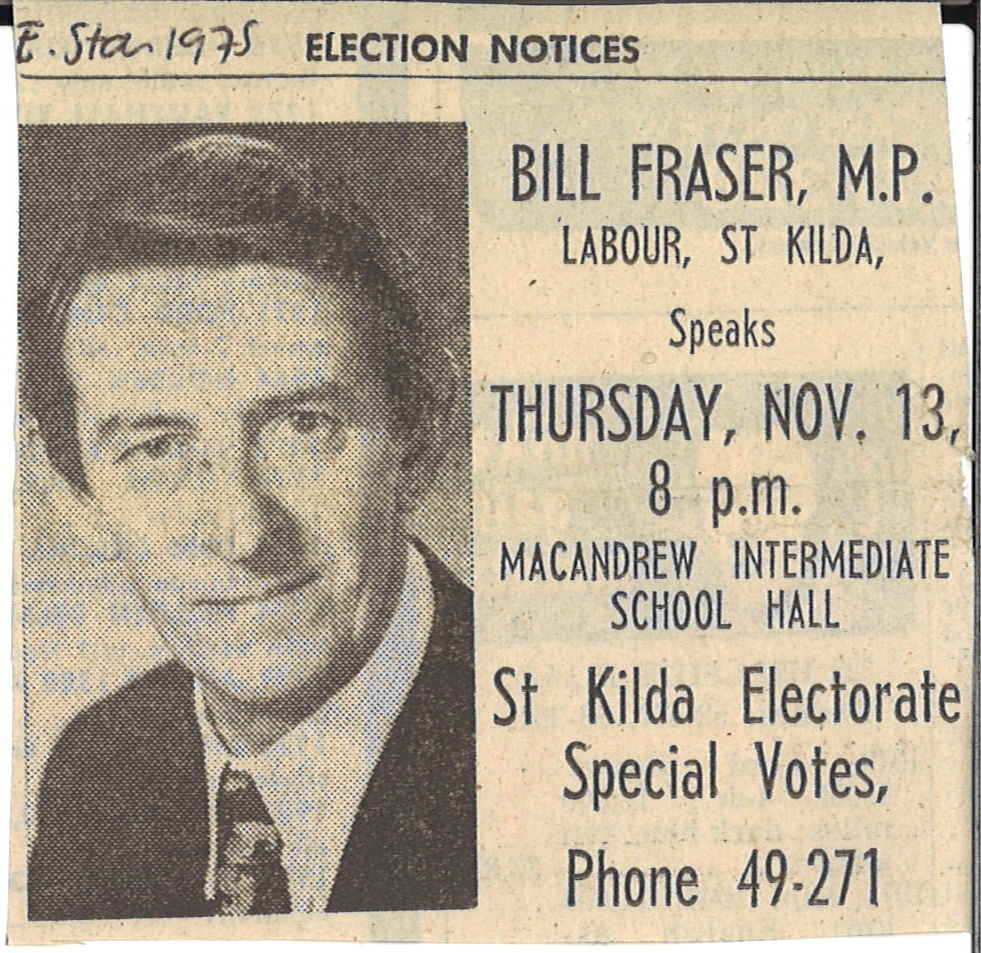 E. Star 1975 ELECTION NOTICES
BILL FRASER, M.P.
LABOUR, ST KILDA,
Speaks
THURSDAY, NOV. 13,
8 p.m.
MACANDREW INTERMEDIATE
SCHOOL HALL
St Kilda Electorate
Special Votes,
Phone 49-271